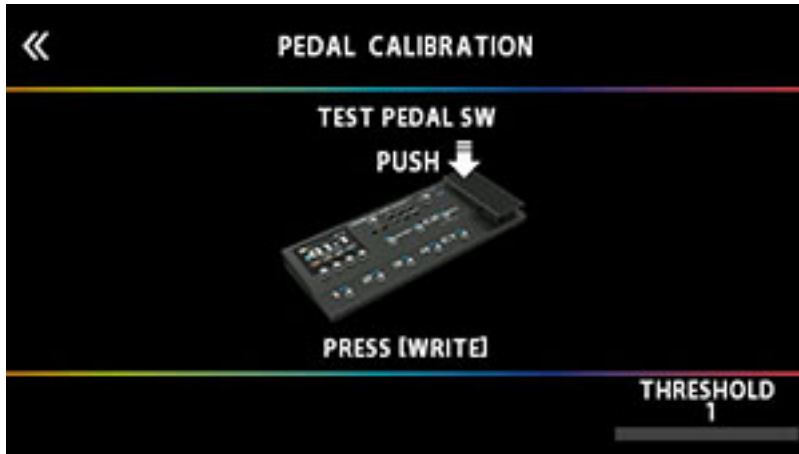 PEDAL CALIBRATION
TEST PEDAL SW
PUSH
PRESS [WRITE]
THRESHOLD
1